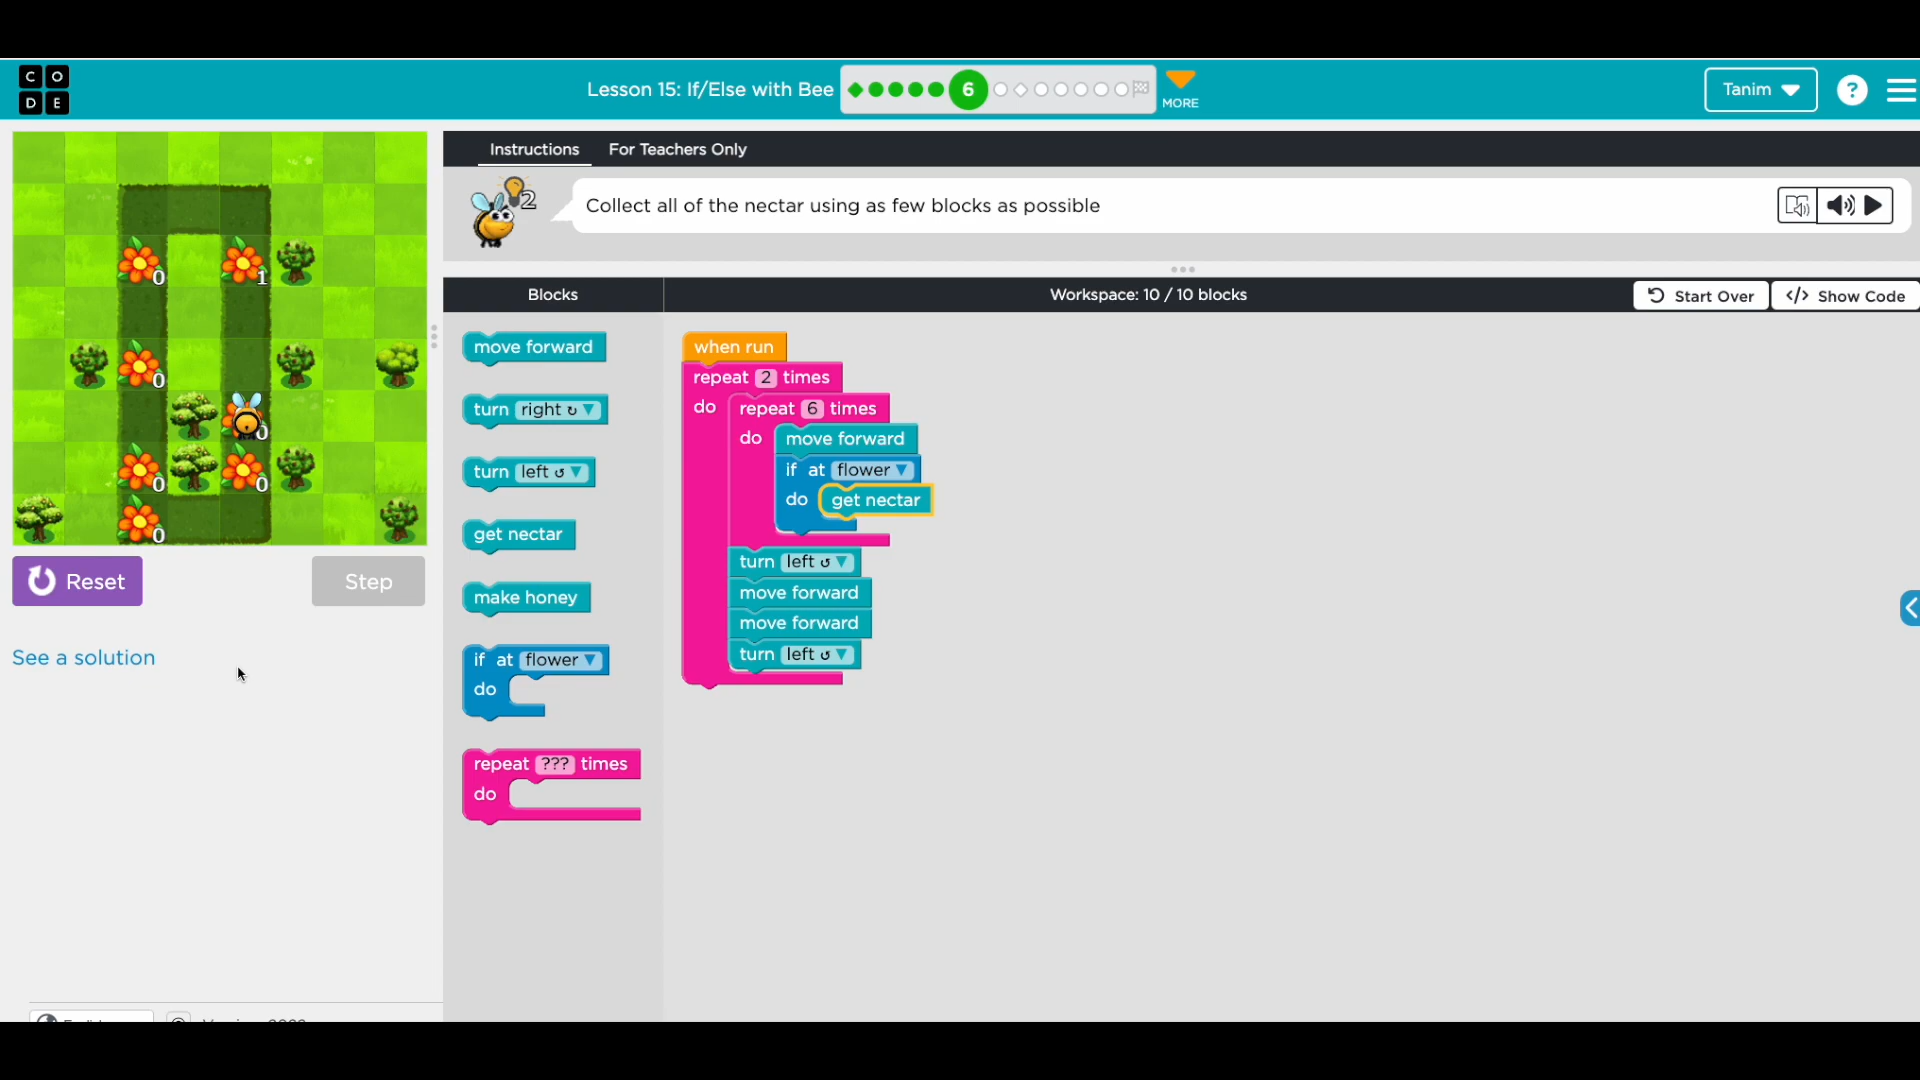 CO
DE
Lesson 15: If/Else with Bee
6
MORE
Tanim
?
Instructions
For Teachers Only
2
Collect all of the nectar using as few blocks as possible
Blocks
Workspace: 10 / 10 blocks
Start Over
</> Show Code
0
1
0
0
0
0
0
Reset
Step
See a solution
move forward
turn right
turn left
get nectar
make honey
if at flower
do
repeat ??? times
do
when run
repeat 2 times
do
repeat 6 times
do
move forward
if at flower
do
get nectar
turn left
move forward
move forward
turn left